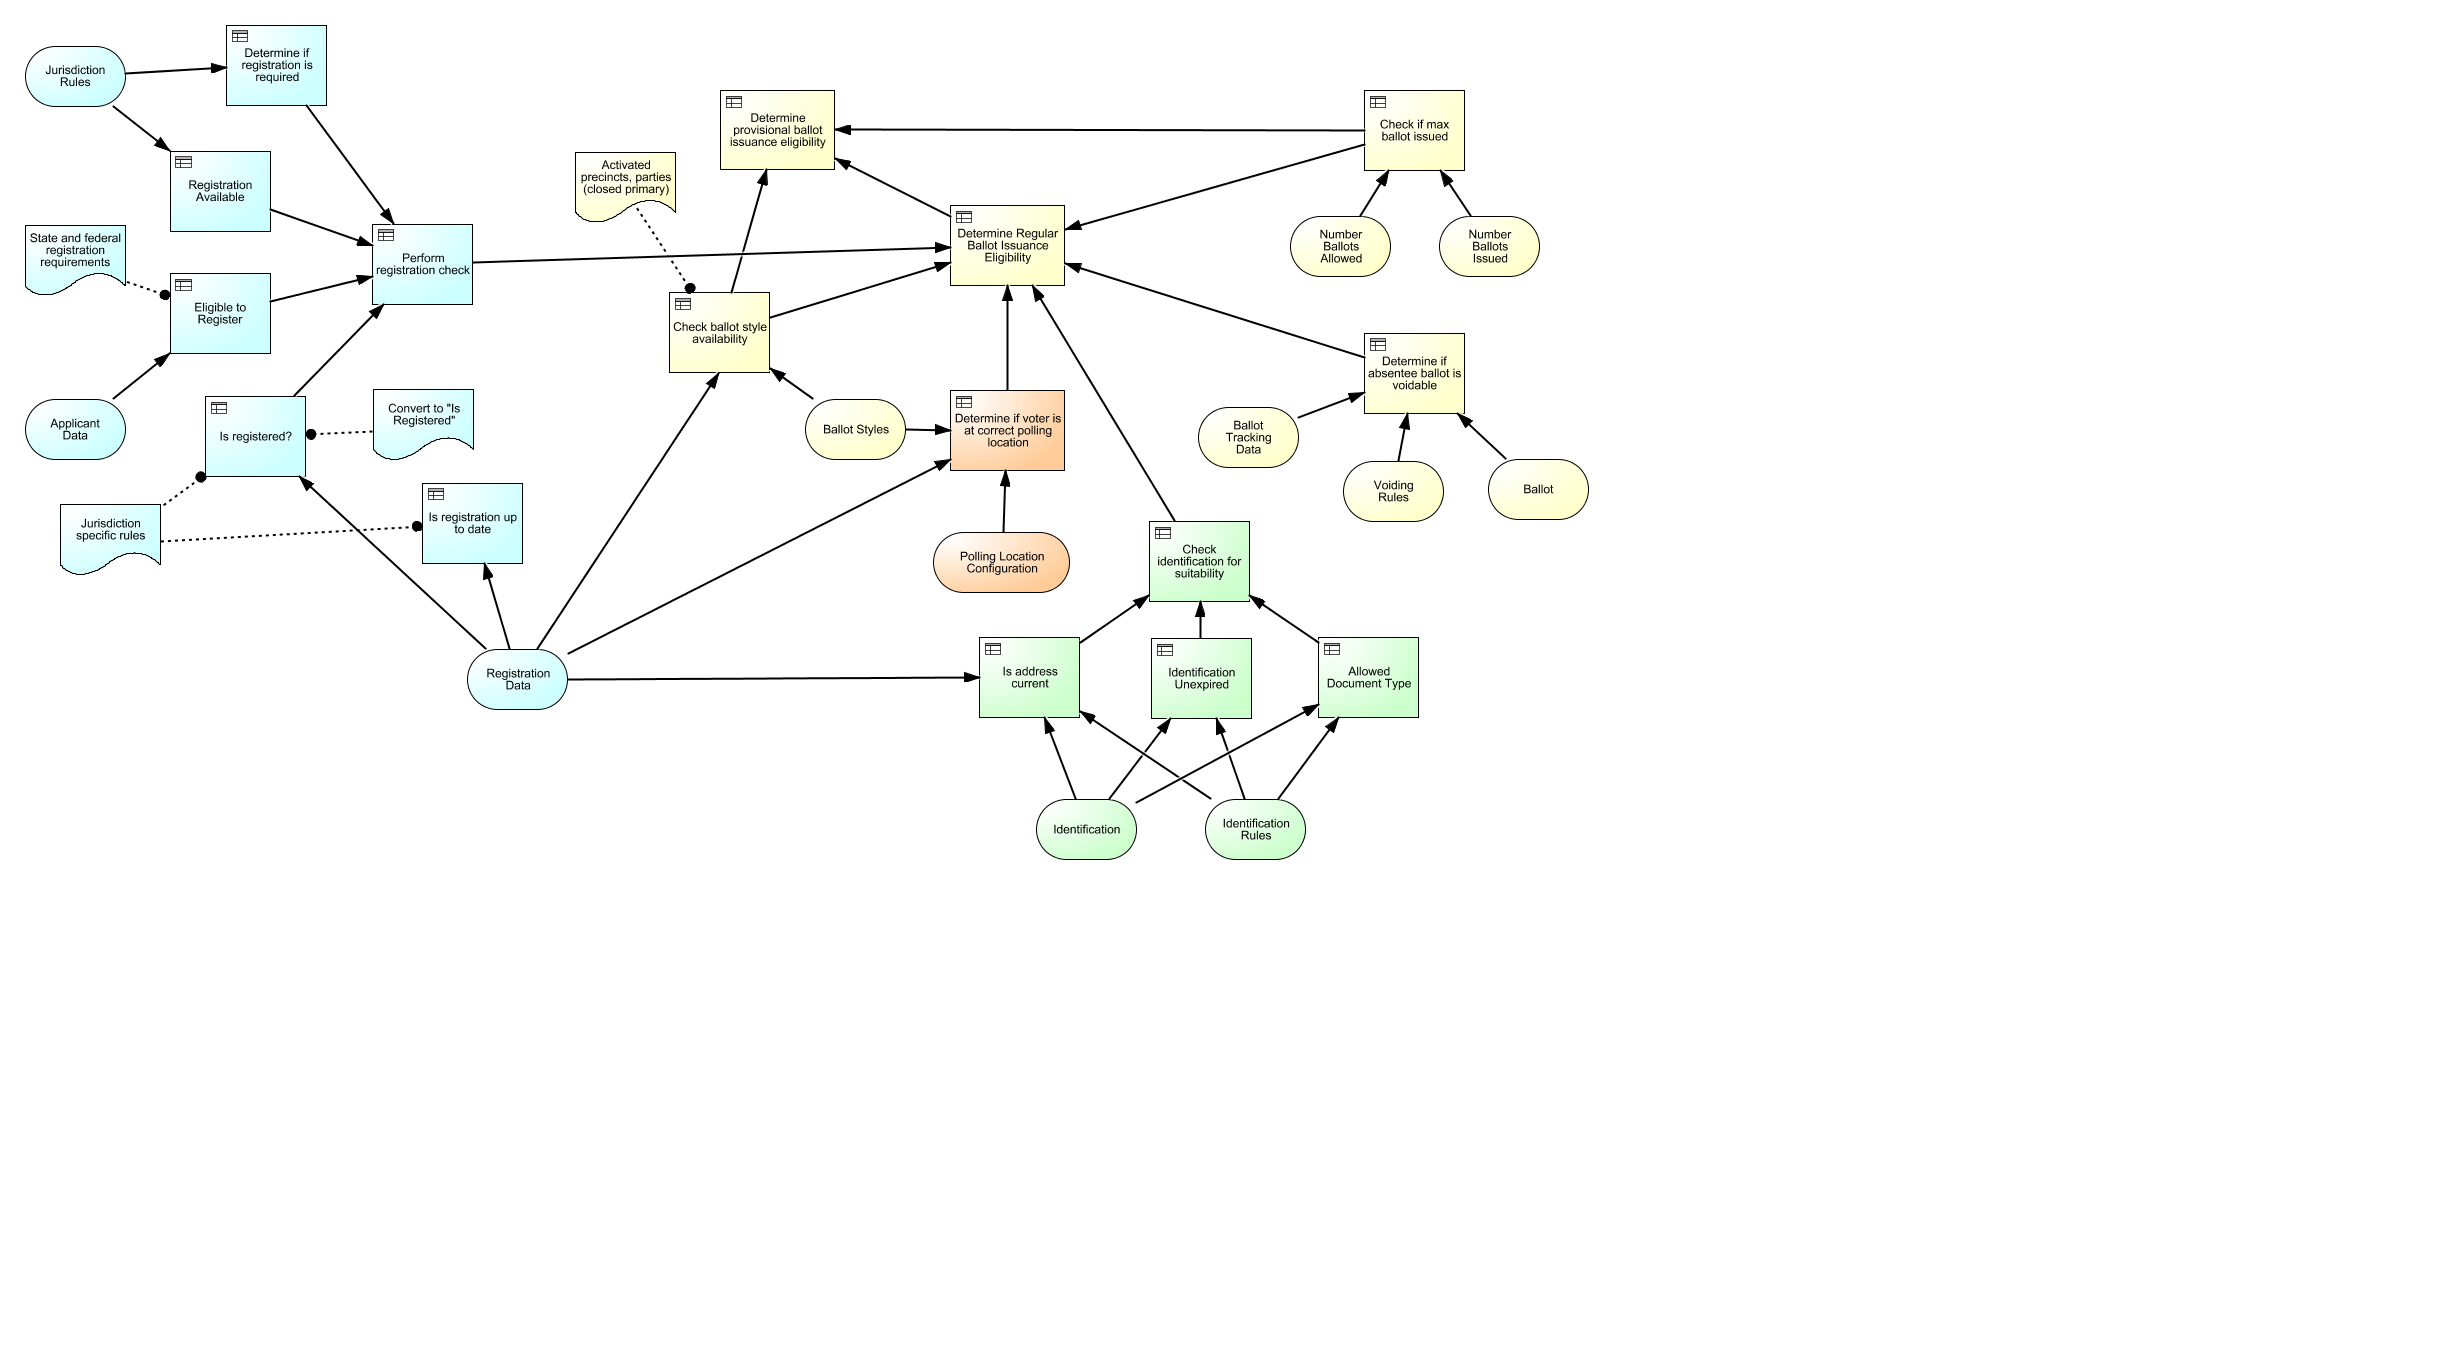 Determine if
registration is
required
Jurisdiction
Rules
Determine
provisional ballot
issuance eligibility
Check if max
ballot issued
Activated
precincts, parties
(closed primary)
Registration
Available
State and federal
registration
requirements
Perform
registration check
Determine Regular
Ballot Issuance
Eligibility
Number
Ballots
Allowed
Number
Ballots
Issued
Eligible to
Register
Check ballot style
availability
Determine if
absentee ballot is
voidable
Applicant
Data
Is registered?
Convert to "Is
Registered"
Ballot Styles
Determine if voter is
at correct polling
location
Ballot
Tracking
Data
Voiding
Rules
Ballot
Jurisdiction
specific rules
Is registration up
to date
Polling Location
Configuration
Check
identification for
suitability
Registration
Data
Is address
current
Identification
Unexpired
Allowed
Document Type
Identification
Identification
Rules